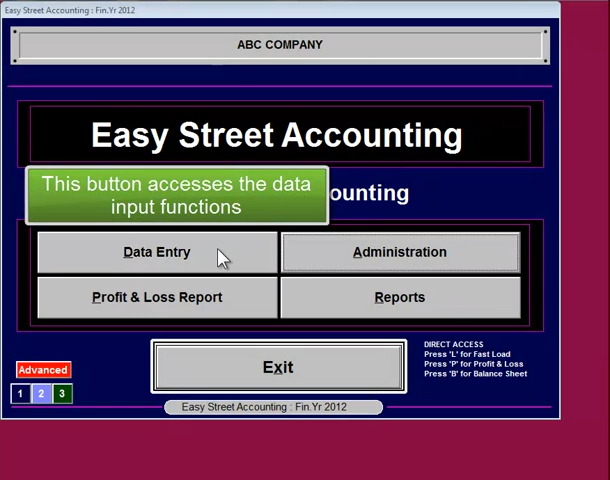 Easy Street Accounting : Fin.Yr 2012
ABC COMPANY
Easy Street Accounting
This button accesses the data
input functions
ounting
Data Entry
Administration
Profit & Loss Report
Reports
Exit
DIRECT ACCESS
Press 'L' for Fast Load
Press 'P' for Profit & Loss
Press 'B' for Balance Sheet
Advanced
1 2 3
Easy Street Accounting : Fin.Yr 2012